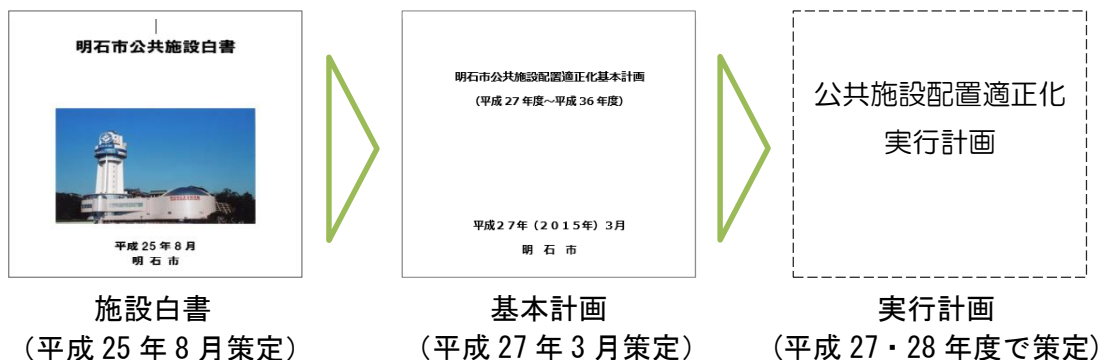 明石市公共施設白書
平成25年8月
明石市
施設白書
（平成25年8月策定）
明石市公共施設配置適正化基本計画
（平成27年度～平成36年度）
平成27年（2015年）3月
明 石 市
基本計画
（平成27年3月策定）
公共施設配置適正化
実行計画
実行計画
（平成27・28年度で策定）